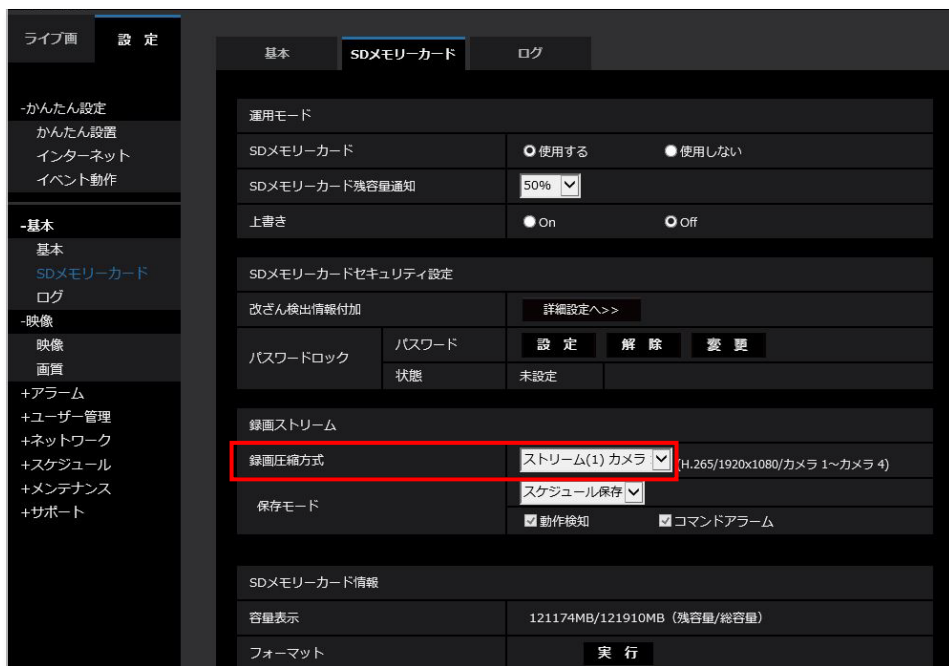 ライブ画
設 定
基本
SDメモリーカード
ログ
-かんたん設定
かんたん設置
インターネット
イベント動作
-基本
基本
SDメモリーカード
ログ
-映像
映像
画質
+アラーム
+ユーザー管理
+ネットワーク
+スケジュール
+メンテナンス
+サポート
運用モード
SDメモリーカード 使用する 使用しない
SDメモリーカード残容量通知 50%
上書き On Off
SDメモリーカードセキュリティ設定
改ざん検出情報付加 詳細設定へ>>
パスワードロック
パスワード 設 定 解 除 変 更
状態 未設定
録画ストリーム
録画圧縮方式 ストリーム(1) カメラ (H.265/1920x1080/カメラ 1～カメラ 4)
保存モード スケジュール保存
動作検知 コマンドアラーム
SDメモリーカード情報
容量表示 121174MB/121910MB（残容量/総容量）
フォーマット 実 行